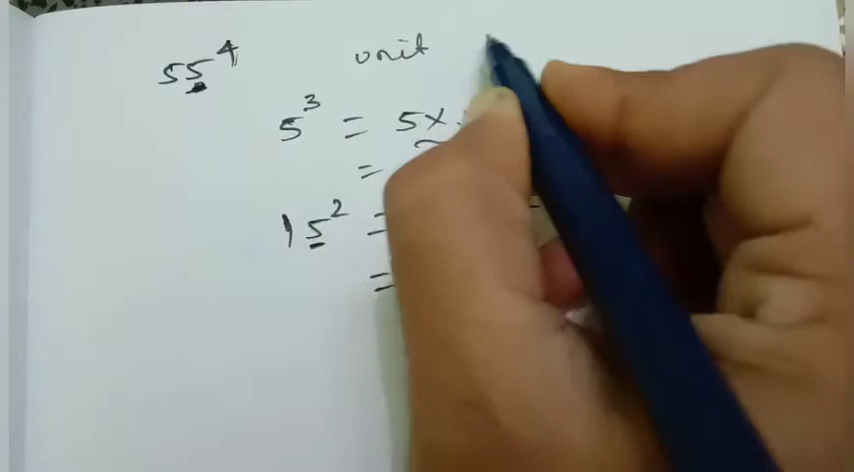 55⁴ unit
5³ = 5×
=
15² =
=